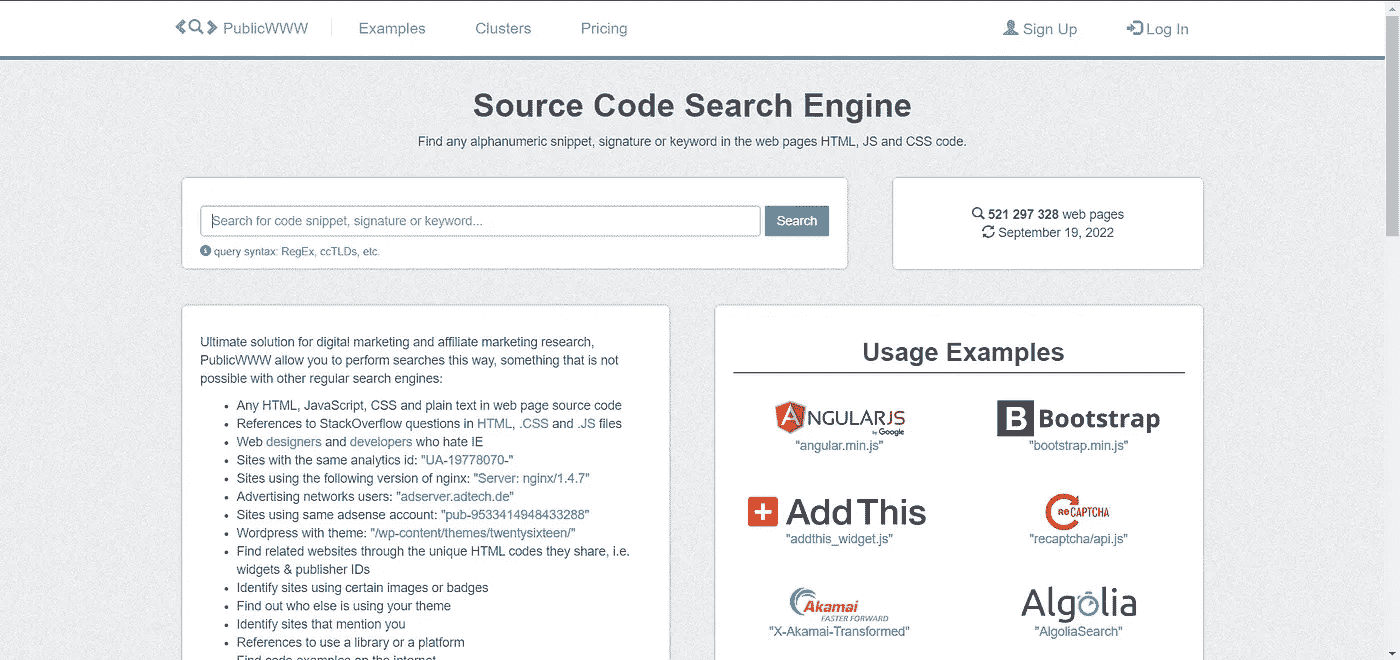 PublicWWW Examples Clusters Pricing Sign Up Log In
Source Code Search Engine
Find any alphanumeric snippet, signature or keyword in the web pages HTML, JS and CSS code.
Search for code snippet, signature or keyword... Search
query syntax: RegEx, ccTLDs, etc.
521 297 328 web pages
September 19, 2022
Ultimate solution for digital marketing and affiliate marketing research,
PublicWWW allow you to perform searches this way, something that is not
possible with other regular search engines:
Any HTML, JavaScript, CSS and plain text in web page source code
References to StackOverflow questions in HTML, .CSS and .JS files
Web designers and developers who hate IE
Sites with the same analytics id: "UA-19778070-"
Sites using the following version of nginx: "Server: nginx/1.4.7"
Advertising networks users: "adserver.adtech.de"
Sites using same adsense account: "pub-9533414948433288"
Wordpress with theme: "/wp-content/themes/twentysixteen/"
Find related websites through the unique HTML codes they share, i.e.
widgets & publisher IDs
Identify sites using certain images or badges
Find out who else is using your theme
Identify sites that mention you
References to use a library or a platform
Find code examples on the internet
Usage Examples
ANGULARJS
by Google
"angular.min.js"
B Bootstrap
"bootstrap.min.js"
AddThis
"addthis_widget.js"
reCAPTCHA
"recaptcha/api.js"
Akamai
FASTER FORWARD
"X-Akamai-Transformed"
Algolia
"AlgoliaSearch"